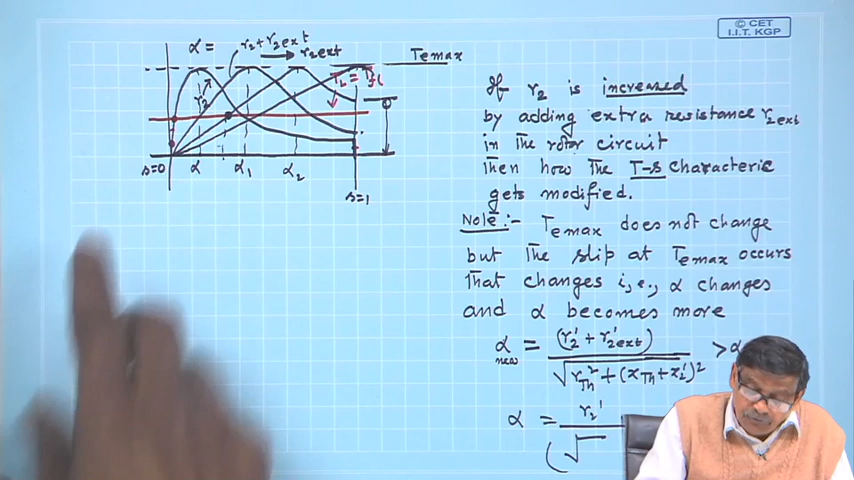 © CET
I.I.T. KGP
α =
r2 + r2ext
r2ext
Temax
TL = Tfl
r2
s=0
α
α1
α2
s=1
If r2 is increased
by adding extra resistance r2ext
in the rotor circuit
Then how the T-s characteric
gets modified.
Note:- Temax does not change
but the slip at Temax occurs
That changes i,e., α changes
and α becomes more
αnew = (r2' + r2'ext) / √rTh² + (xTh + x2')² > α
α = r2' / (√